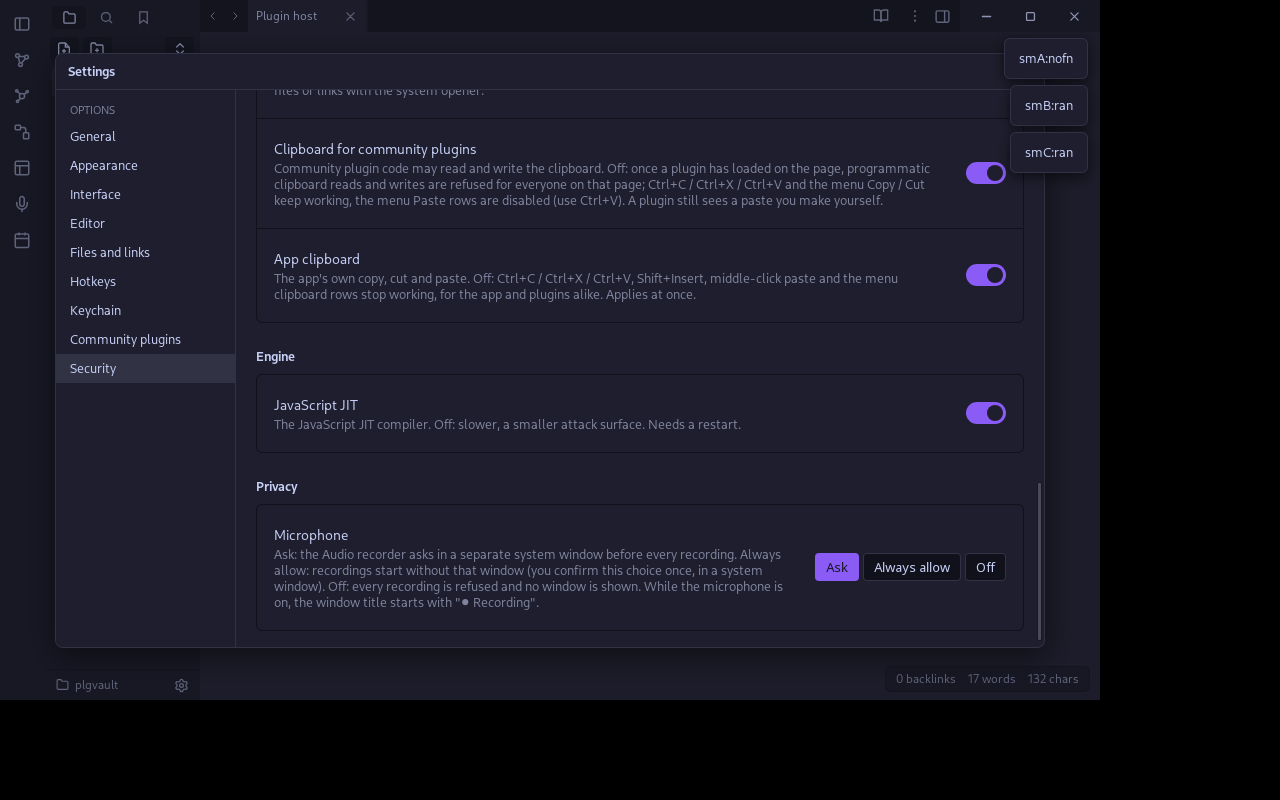 Plugin host
Settings
smA:nofn
smB:ran
smC:ran
OPTIONS
General
Appearance
Interface
Editor
Files and links
Hotkeys
Keychain
Community plugins
Security
files or links with the system opener.
Clipboard for community plugins
Community plugin code may read and write the clipboard. Off: once a plugin has loaded on the page, programmatic
clipboard reads and writes are refused for everyone on that page; Ctrl+C / Ctrl+X / Ctrl+V and the menu Copy / Cut
keep working, the menu Paste rows are disabled (use Ctrl+V). A plugin still sees a paste you make yourself.
App clipboard
The app's own copy, cut and paste. Off: Ctrl+C / Ctrl+X / Ctrl+V, Shift+Insert, middle-click paste and the menu
clipboard rows stop working, for the app and plugins alike. Applies at once.
Engine
JavaScript JIT
The JavaScript JIT compiler. Off: slower, a smaller attack surface. Needs a restart.
Privacy
Microphone
Ask: the Audio recorder asks in a separate system window before every recording. Always
allow: recordings start without that window (you confirm this choice once, in a system
window). Off: every recording is refused and no window is shown. While the microphone is
on, the window title starts with "● Recording".
Ask
Always allow
Off
plgvault
0 backlinks 17 words 132 chars